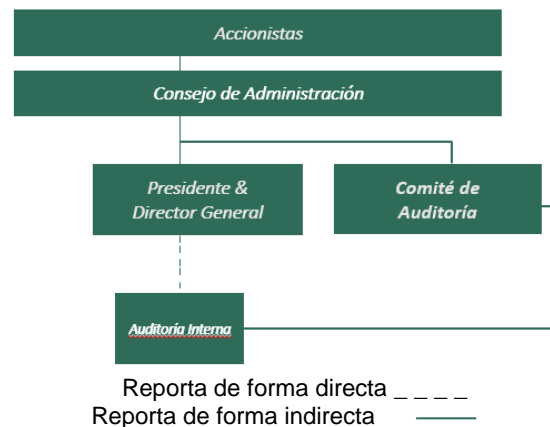 Accionistas
Consejo de Administración
Presidente &
Director General
Comité de
Auditoría
Auditoría Interna
Reporta de forma directa _ _ _ _
Reporta de forma indirecta